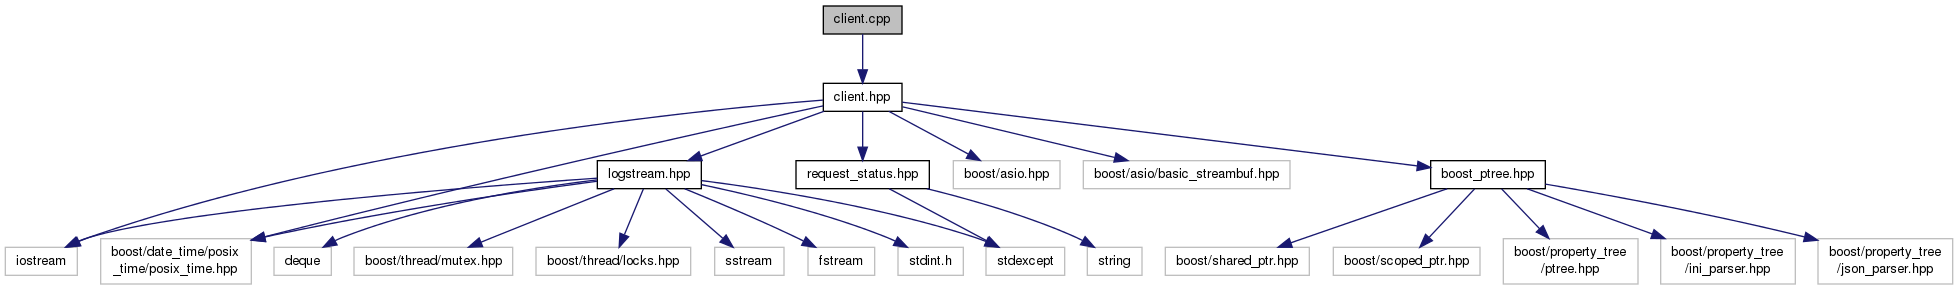 client.cpp
client.hpp
logstream.hpp
request_status.hpp
boost/asio.hpp
boost/asio/basic_streambuf.hpp
boost_ptree.hpp
iostream
boost/date_time/posix
_time/posix_time.hpp
deque
boost/thread/mutex.hpp
boost/thread/locks.hpp
sstream
fstream
stdint.h
stdexcept
string
boost/shared_ptr.hpp
boost/scoped_ptr.hpp
boost/property_tree
/ptree.hpp
boost/property_tree
/ini_parser.hpp
boost/property_tree
/json_parser.hpp